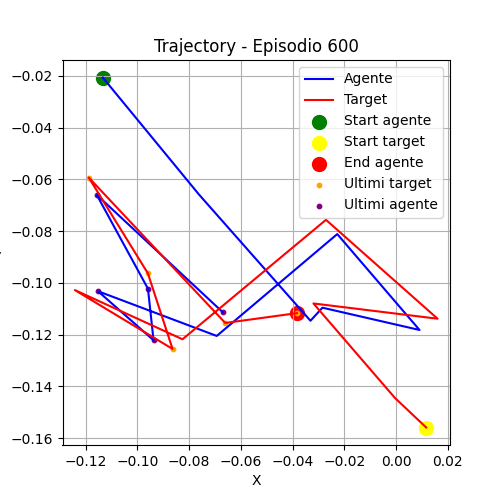 Trajectory - Episodio 600
Agente
Target
Start agente
Start target
End agente
Ultimi target
Ultimi agente
−0.02
−0.04
−0.06
−0.08
−0.10
−0.12
−0.14
−0.16
−0.12 −0.10 −0.08 −0.06 −0.04 −0.02 0.00 0.02
X